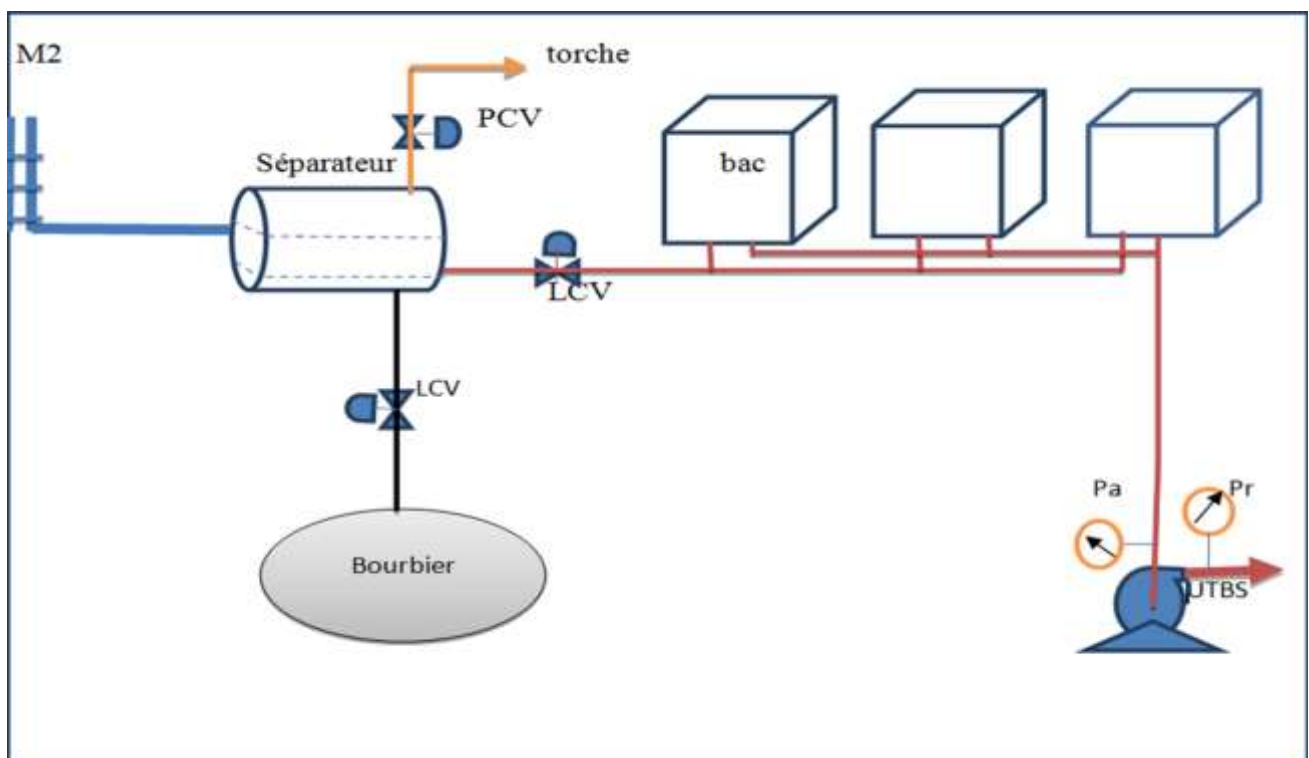 M2
torche
PCV
Séparateur
bac
LCV
LCV
Pa
Pr
Bourbier
UTBS